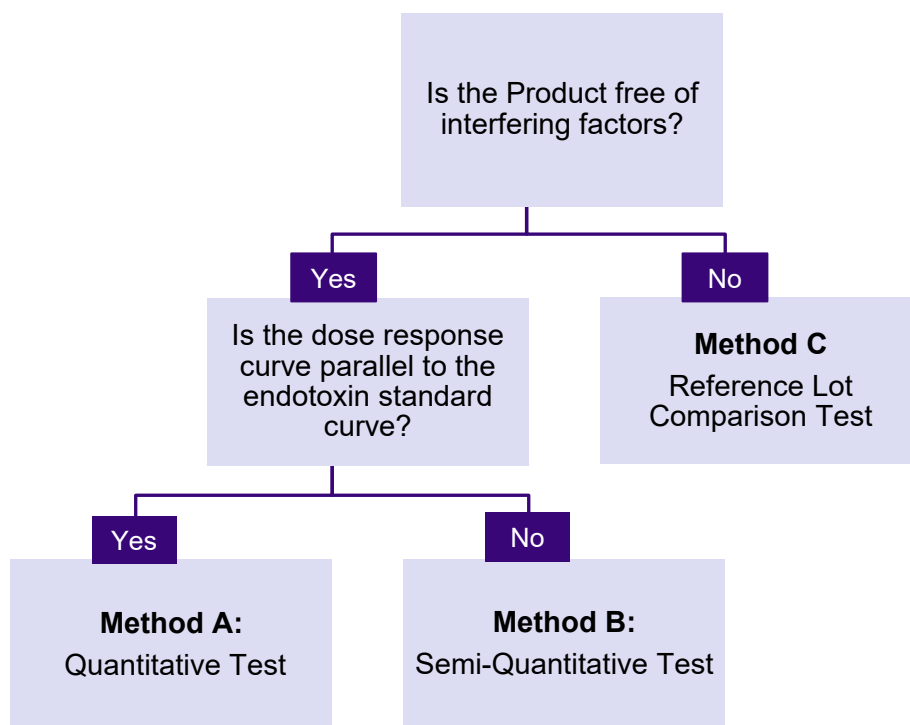 Is the Product free of
interfering factors?
Yes
No
Is the dose response
curve parallel to the
endotoxin standard
curve?
Method C
Reference Lot
Comparison Test
Yes
No
Method A:
Quantitative Test
Method B:
Semi-Quantitative Test